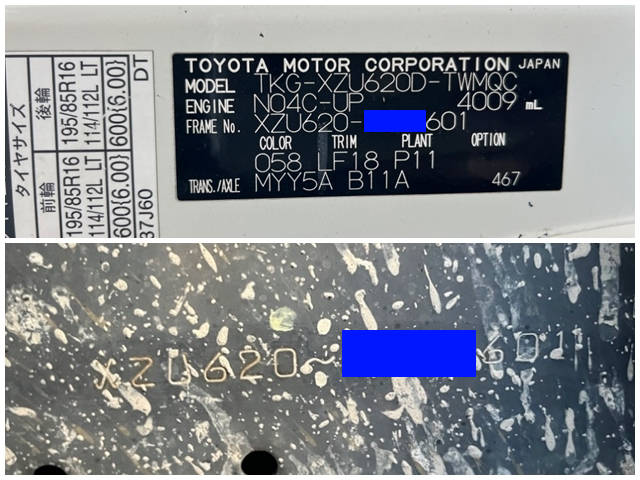 タイヤサイズ
前輪 後輪
195/85R16 195/85R16
114/112L LT 114/112L LT
600{6.00} 600{6.00}
37J60 DT
TOYOTA MOTOR CORPORATION JAPAN
MODEL TKG-XZU620D-TWMQC
ENGINE N04C-UP 4009 mL
FRAME No. XZU620- 601
COLOR TRIM PLANT OPTION
058 LF18 P11
TRANS./AXLE MYY5A B11A 467
XZU620- 601